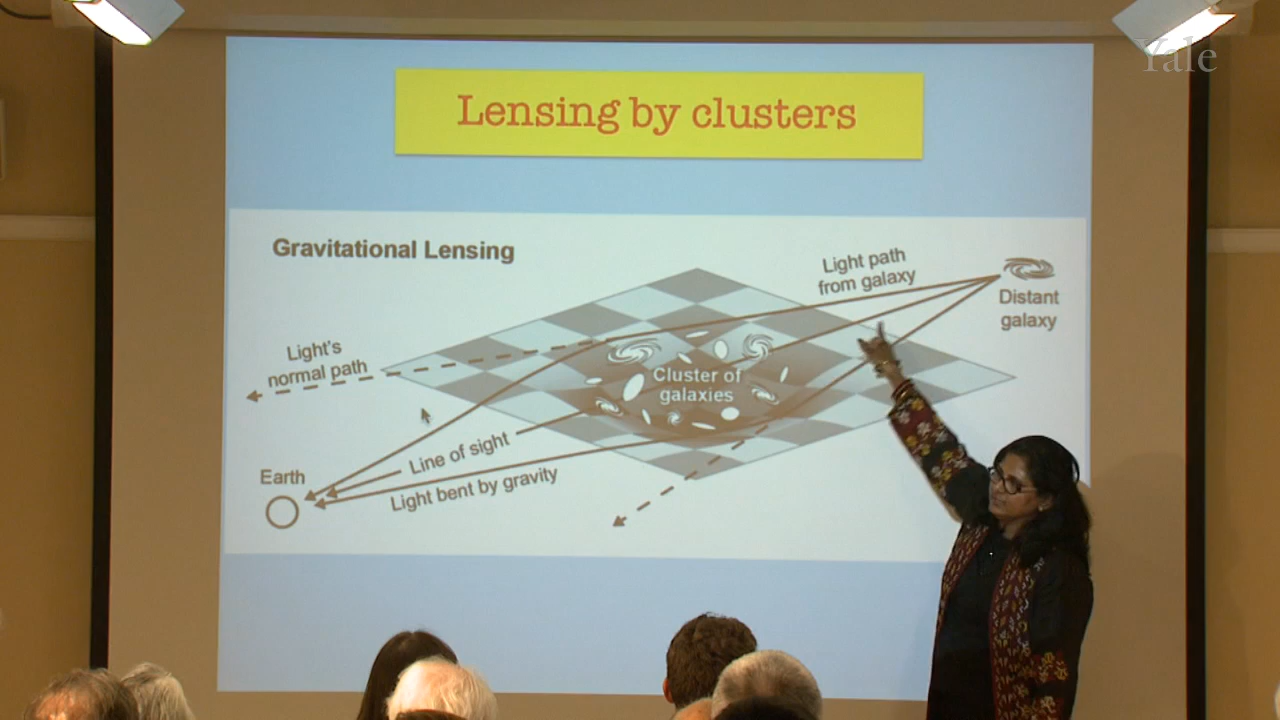 Yale
Lensing by clusters
Gravitational Lensing
Light path
from galaxy
Distant
galaxy
Light's
normal path
Cluster of
galaxies
Line of sight
Earth
Light bent by gravity